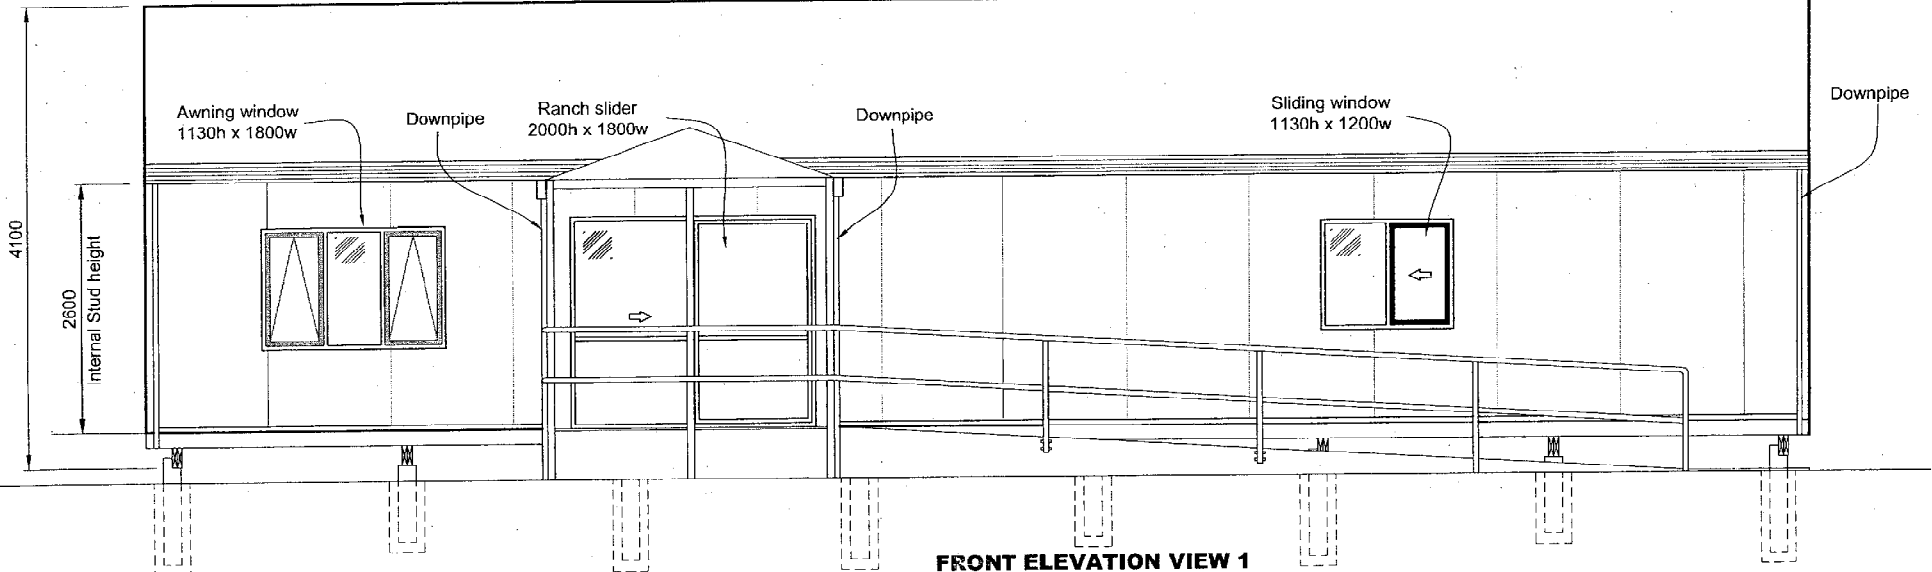 Awning window
1130h x 1800w
Downpipe
Ranch slider
2000h x 1800w
Downpipe
Sliding window
1130h x 1200w
Downpipe
4100
2600
Internal Stud height
FRONT ELEVATION VIEW 1